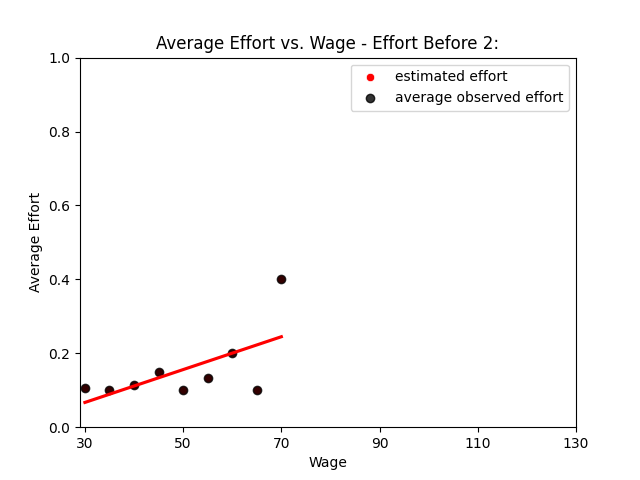 Average Effort vs. Wage - Effort Before 2:
estimated effort
average observed effort
1.0
0.8
0.6
0.4
0.2
0.0
Average Effort
30 50 70 90 110 130
Wage